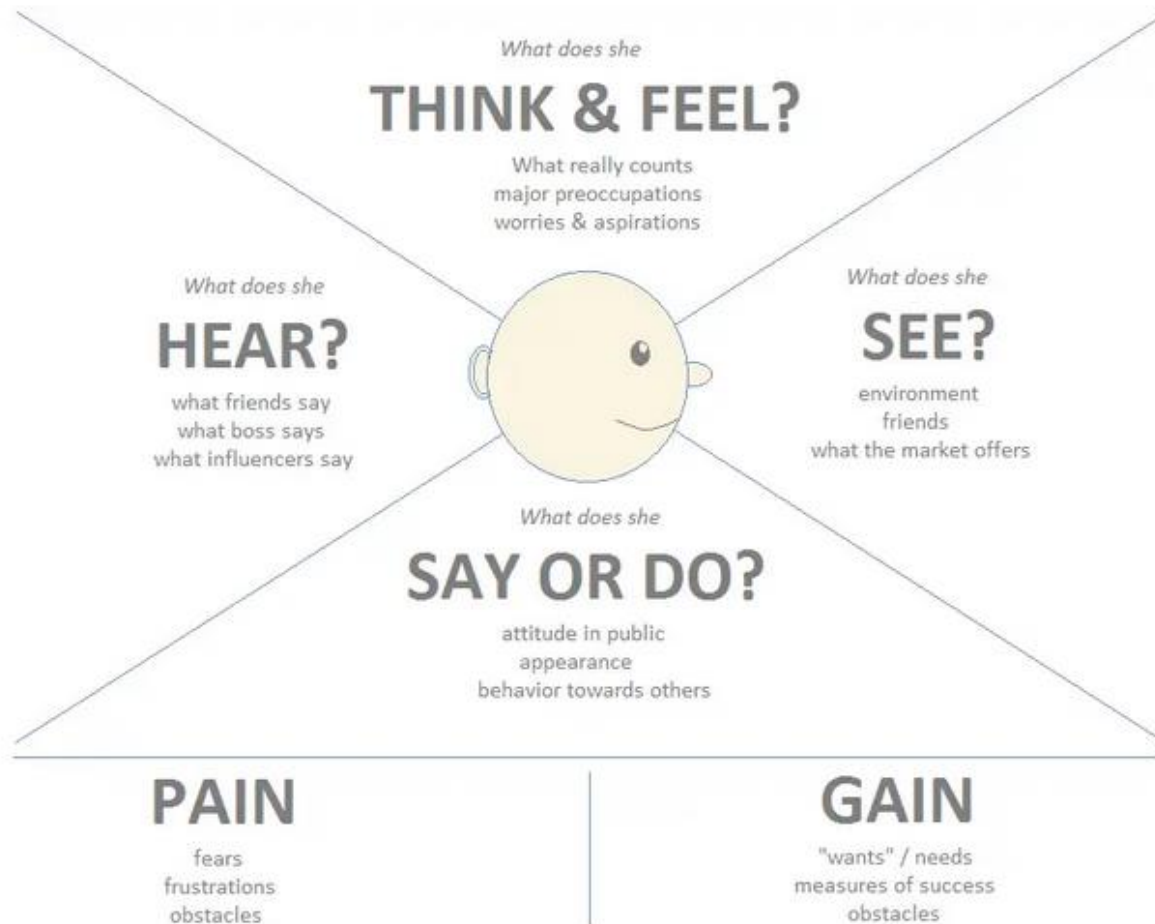 What does she
THINK & FEEL?
What really counts
major preoccupations
worries & aspirations
What does she
HEAR?
what friends say
what boss says
what influencers say
What does she
SEE?
environment
friends
what the market offers
What does she
SAY OR DO?
attitude in public
appearance
behavior towards others
PAIN
fears
frustrations
obstacles
GAIN
"wants" / needs
measures of success
obstacles